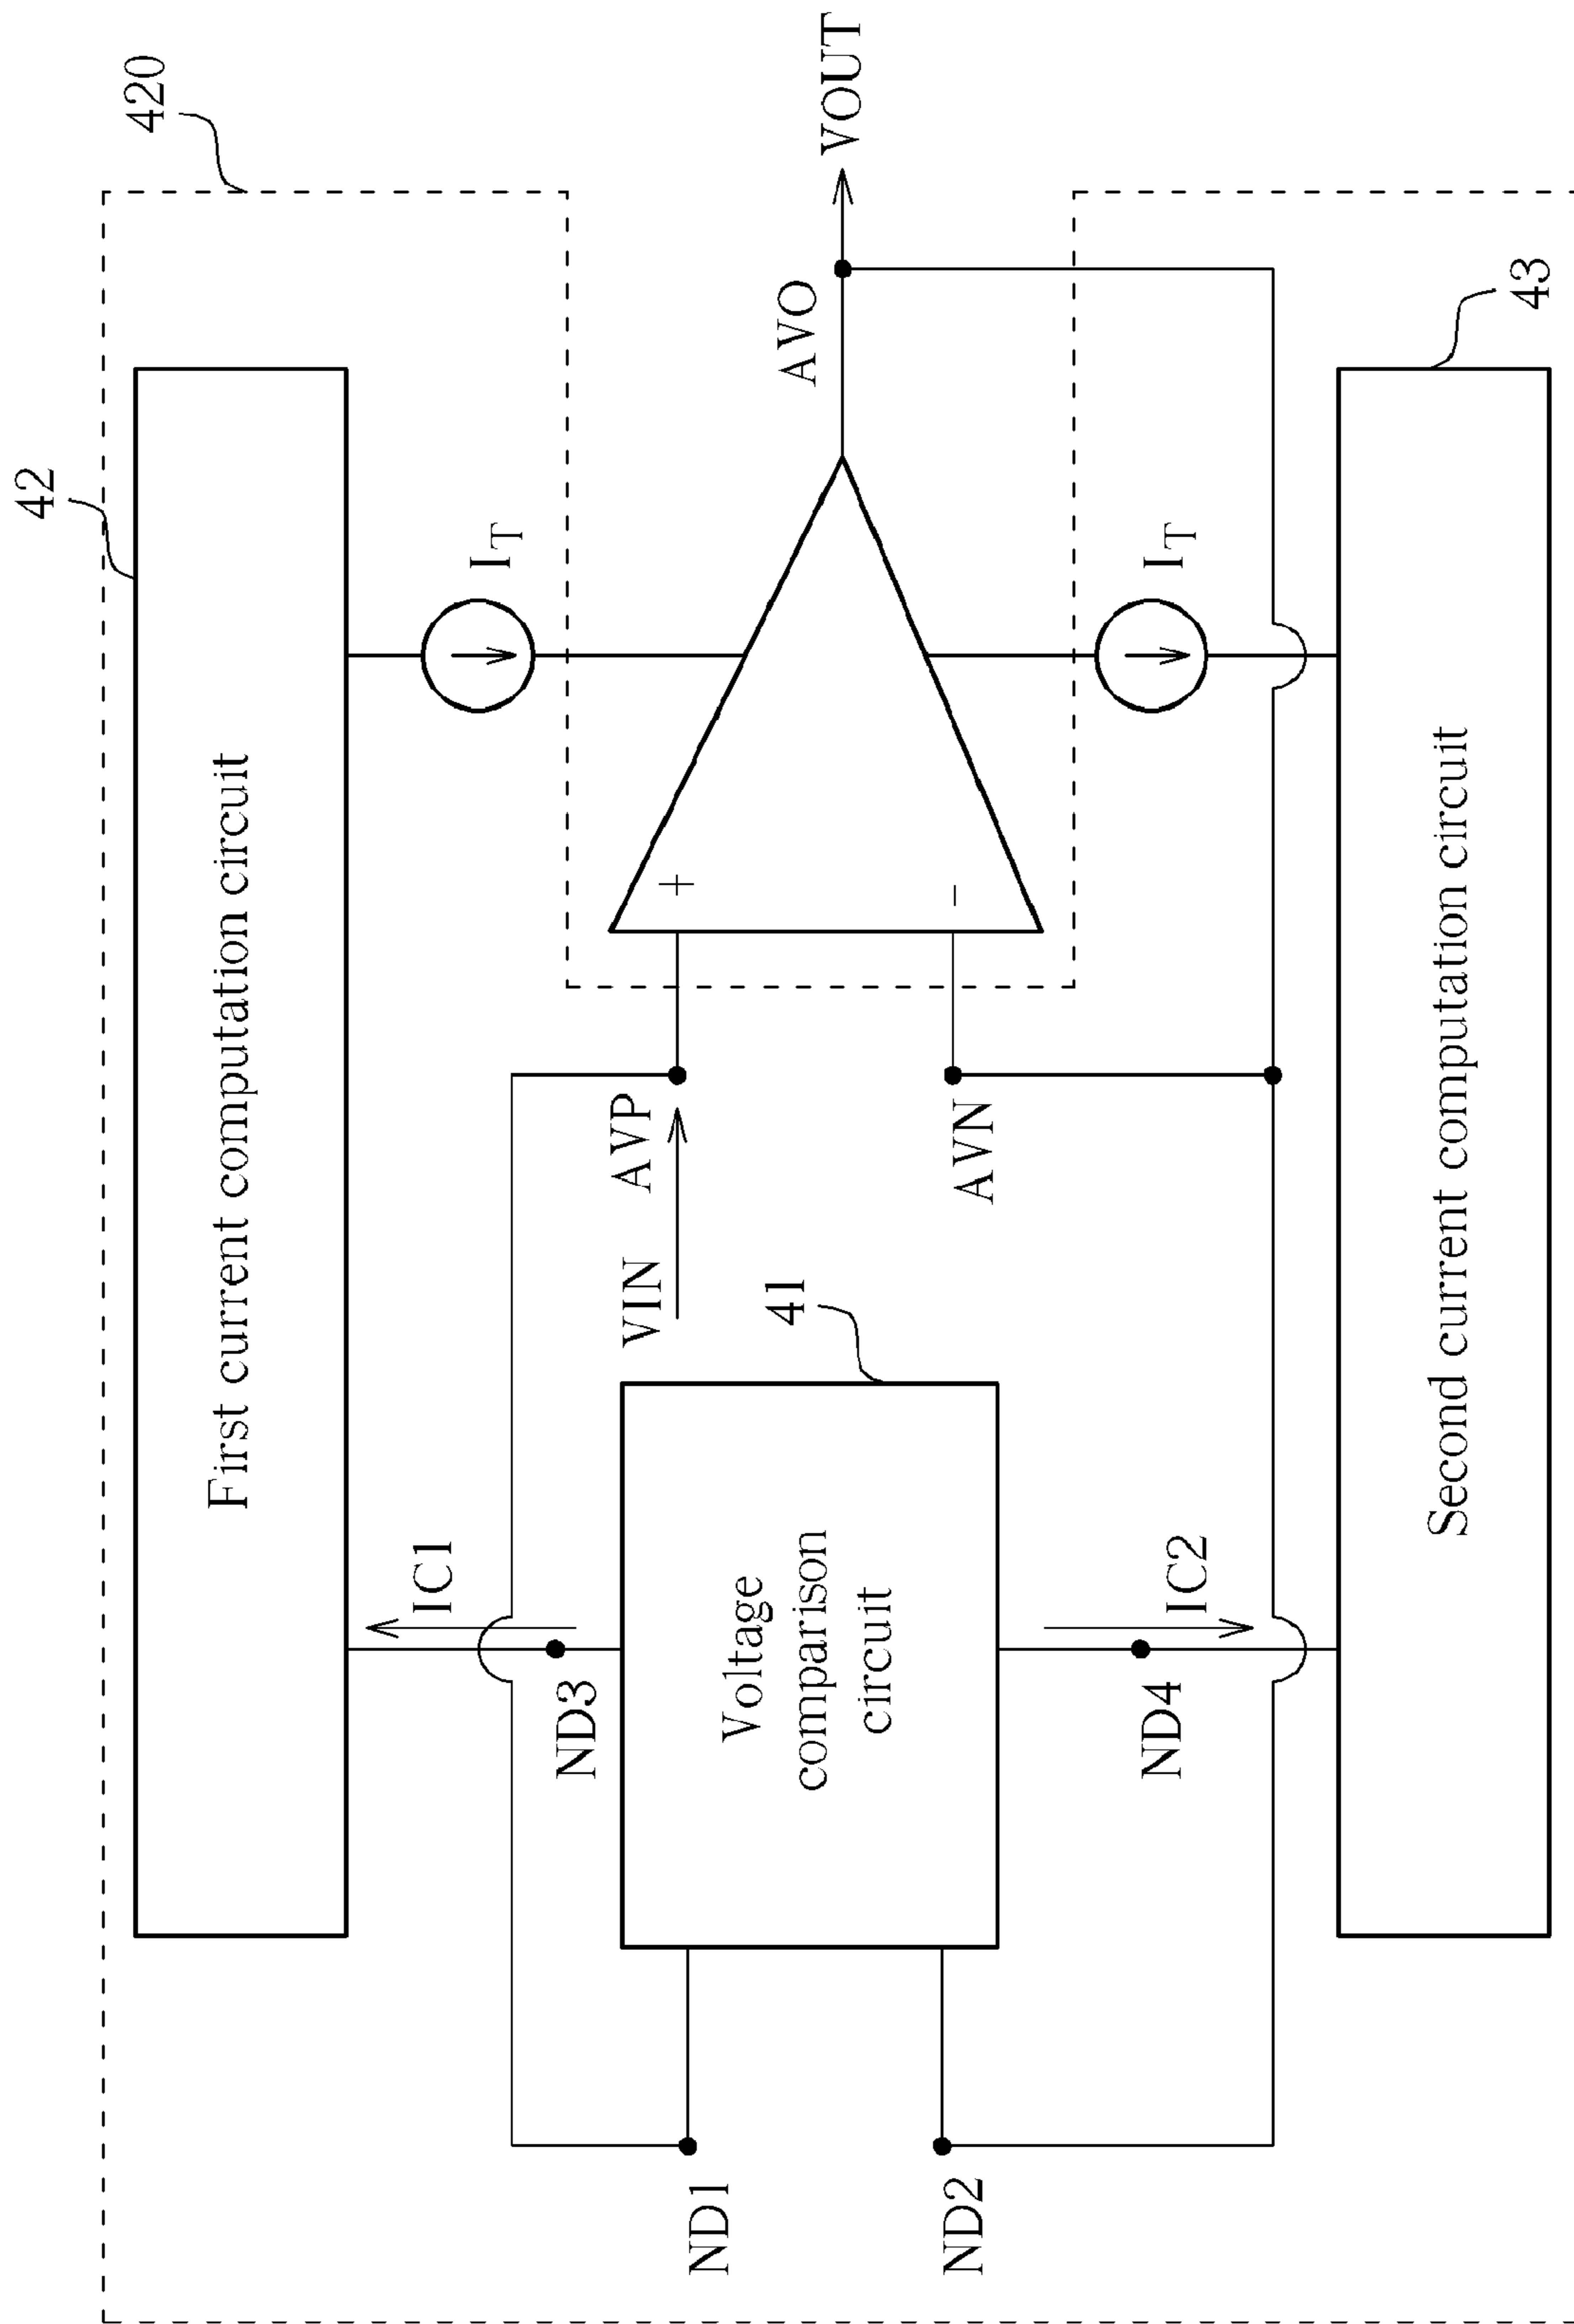 420
42
First current computation circuit
I_T
IC1
ND3
AVO
VOUT
+
AVP
VIN
ND1
41
Voltage
comparison
circuit
-
AVN
ND2
ND4
IC2
I_T
Second current computation circuit
43